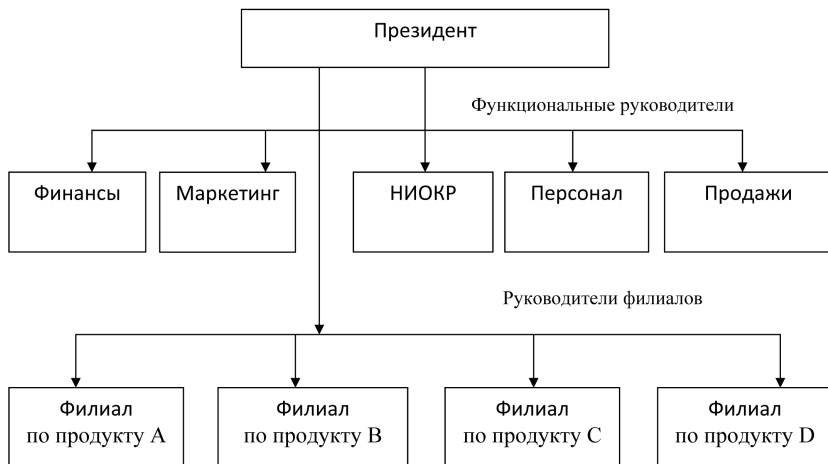 Президент
Функциональные руководители
Финансы
Маркетинг
НИОКР
Персонал
Продажи
Руководители филиалов
Филиал
по продукту A
Филиал
по продукту B
Филиал
по продукту C
Филиал
по продукту D